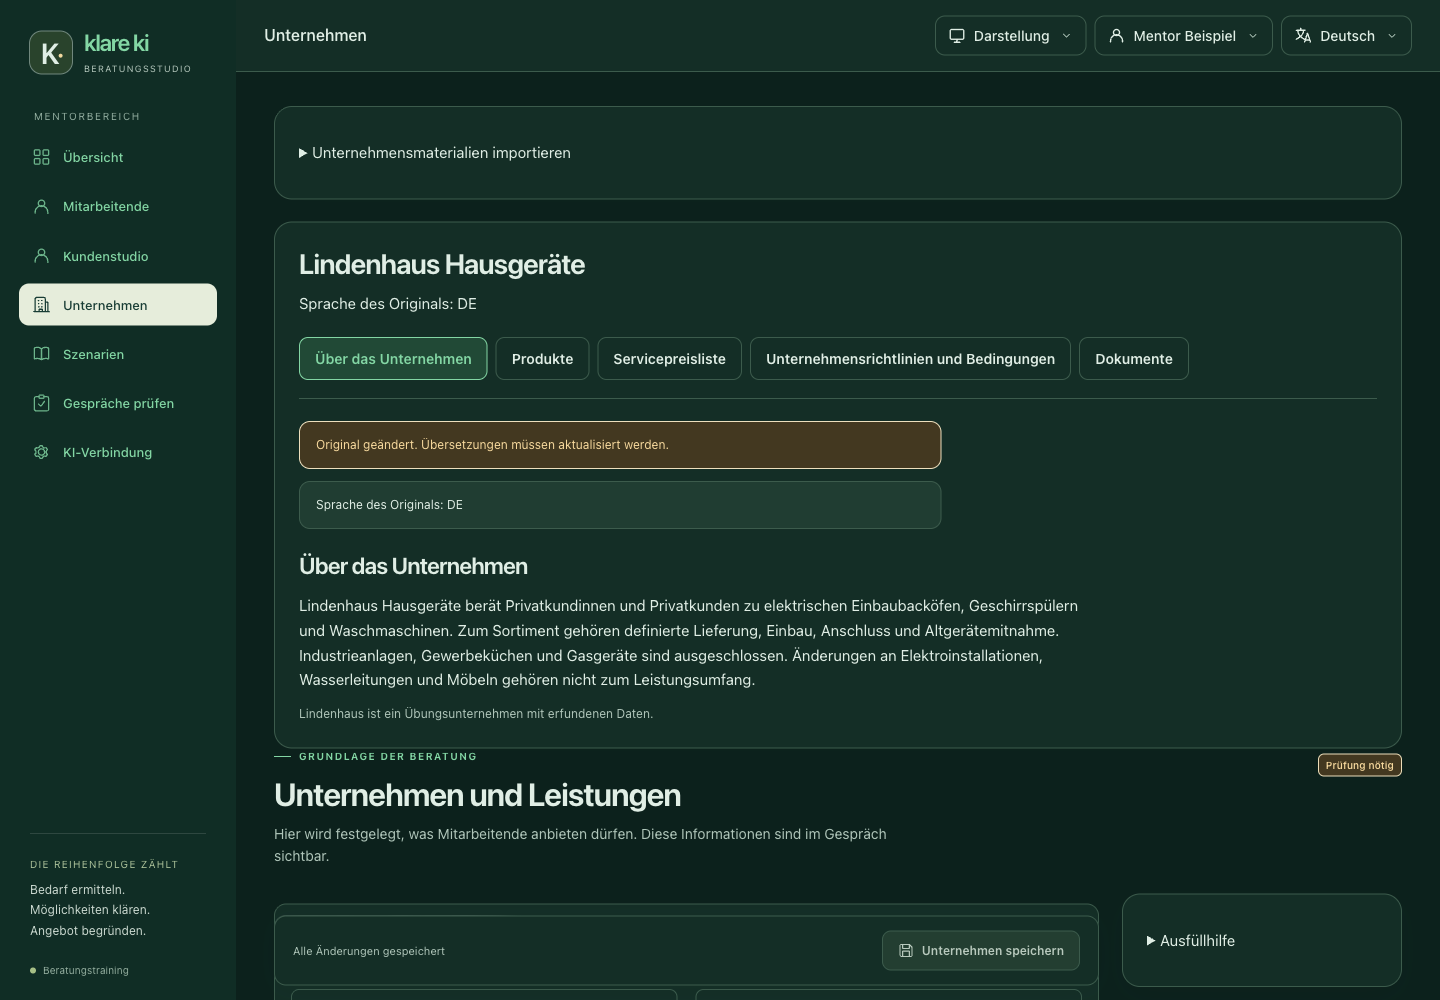 K
klare ki
BERATUNGSSTUDIO
MENTORBEREICH
Übersicht
Mitarbeitende
Kundenstudio
Unternehmen
Szenarien
Gespräche prüfen
KI-Verbindung
DIE REIHENFOLGE ZÄHLT
Bedarf ermitteln.
Möglichkeiten klären.
Angebot begründen.
Beratungstraining
Unternehmen
Darstellung
Mentor Beispiel
Deutsch
Unternehmensmaterialien importieren
Lindenhaus Hausgeräte
Sprache des Originals: DE
Über das Unternehmen
Produkte
Servicepreisliste
Unternehmensrichtlinien und Bedingungen
Dokumente
Original geändert. Übersetzungen müssen aktualisiert werden.
Sprache des Originals: DE
Über das Unternehmen
Lindenhaus Hausgeräte berät Privatkundinnen und Privatkunden zu elektrischen Einbaubacköfen, Geschirrspülern
und Waschmaschinen. Zum Sortiment gehören definierte Lieferung, Einbau, Anschluss und Altgerätemitnahme.
Industrieanlagen, Gewerbeküchen und Gasgeräte sind ausgeschlossen. Änderungen an Elektroinstallationen,
Wasserleitungen und Möbeln gehören nicht zum Leistungsumfang.
Lindenhaus ist ein Übungsunternehmen mit erfundenen Daten.
GRUNDLAGE DER BERATUNG
Prüfung nötig
Unternehmen und Leistungen
Hier wird festgelegt, was Mitarbeitende anbieten dürfen. Diese Informationen sind im Gespräch
sichtbar.
Alle Änderungen gespeichert
Unternehmen speichern
Ausfüllhilfe